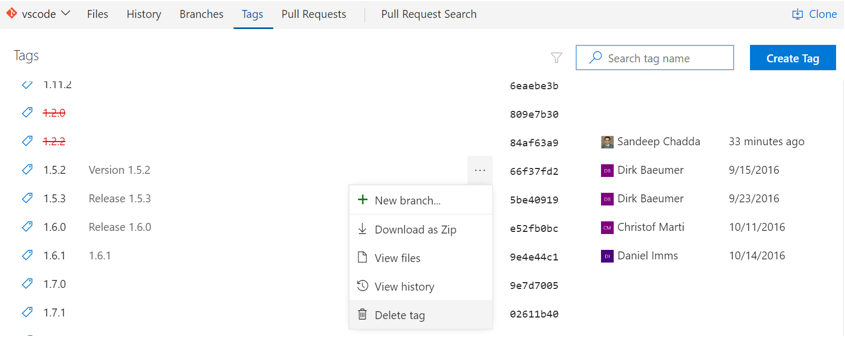 vscode Files History Branches Tags Pull Requests Pull Request Search Clone
Tags Search tag name Create Tag
1.11.2 6eaebe3b
1.2.0 809e7b30
1.2.2 84af63a9 Sandeep Chadda 33 minutes ago
1.5.2 Version 1.5.2 ... 66f37fd2 DB Dirk Baeumer 9/15/2016
1.5.3 Release 1.5.3 New branch... 5be40919 DB Dirk Baeumer 9/23/2016
1.6.0 Release 1.6.0 Download as Zip e52fb0bc CM Christof Marti 10/11/2016
1.6.1 1.6.1 View files 9e4e44c1 DI Daniel Imms 10/14/2016
1.7.0 View history 9e7d7005
1.7.1 Delete tag 02611b40